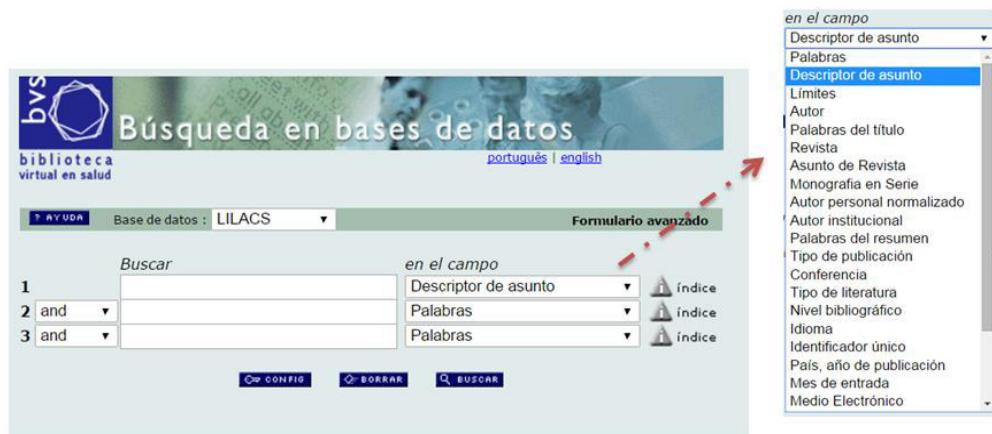 bvs
Búsqueda en bases de datos
biblioteca
virtual en salud
português | english
? AYUDA Base de datos : LILACS Formulario avanzado
Buscar en el campo
1 Descriptor de asunto índice
2 and Palabras índice
3 and Palabras índice
CONFIG BORRAR BUSCAR
en el campo
Descriptor de asunto
Palabras
Descriptor de asunto
Límites
Autor
Palabras del título
Revista
Asunto de Revista
Monografia en Serie
Autor personal normalizado
Autor institucional
Palabras del resumen
Tipo de publicación
Conferencia
Tipo de literatura
Nivel bibliográfico
Idioma
Identificador único
País, año de publicación
Mes de entrada
Medio Electrónico